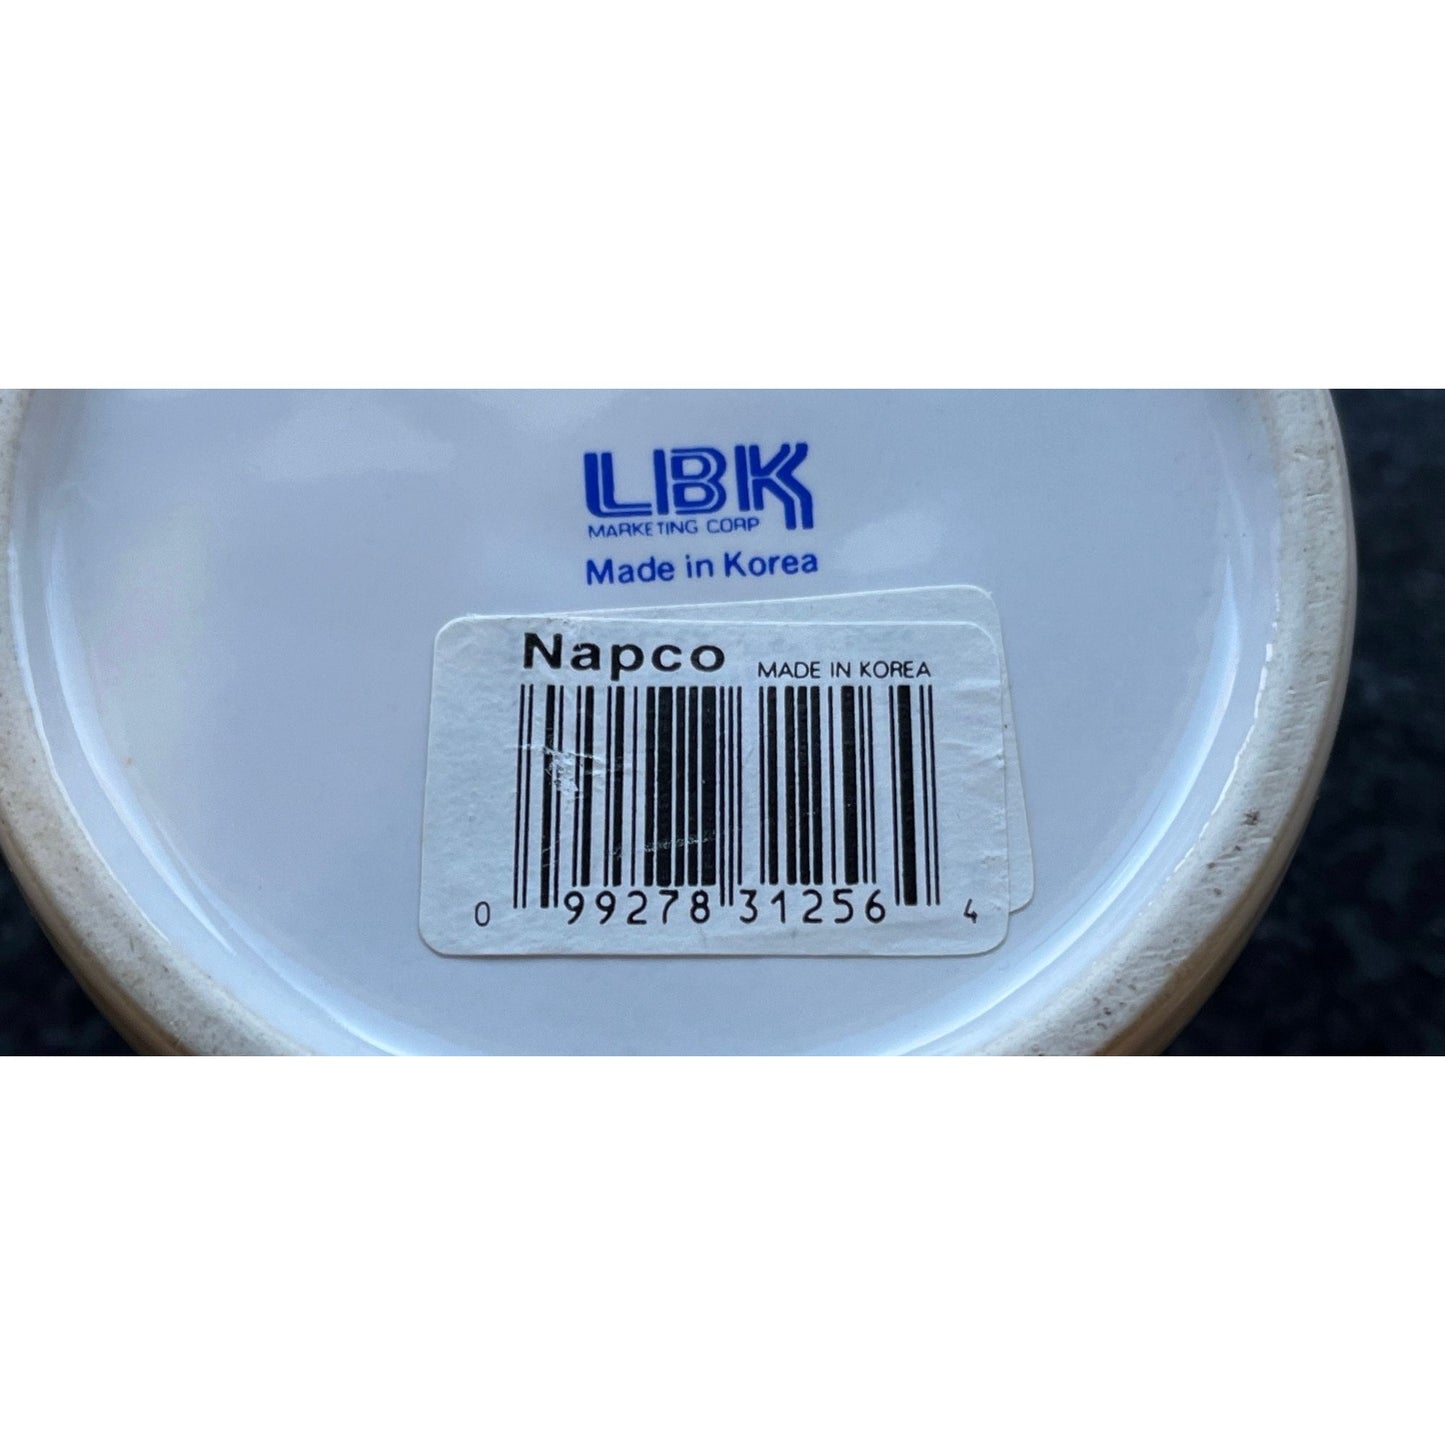 LBK
MARKETING CORP
Made in Korea
Napco MADE IN KOREA
0 99278 31256 4